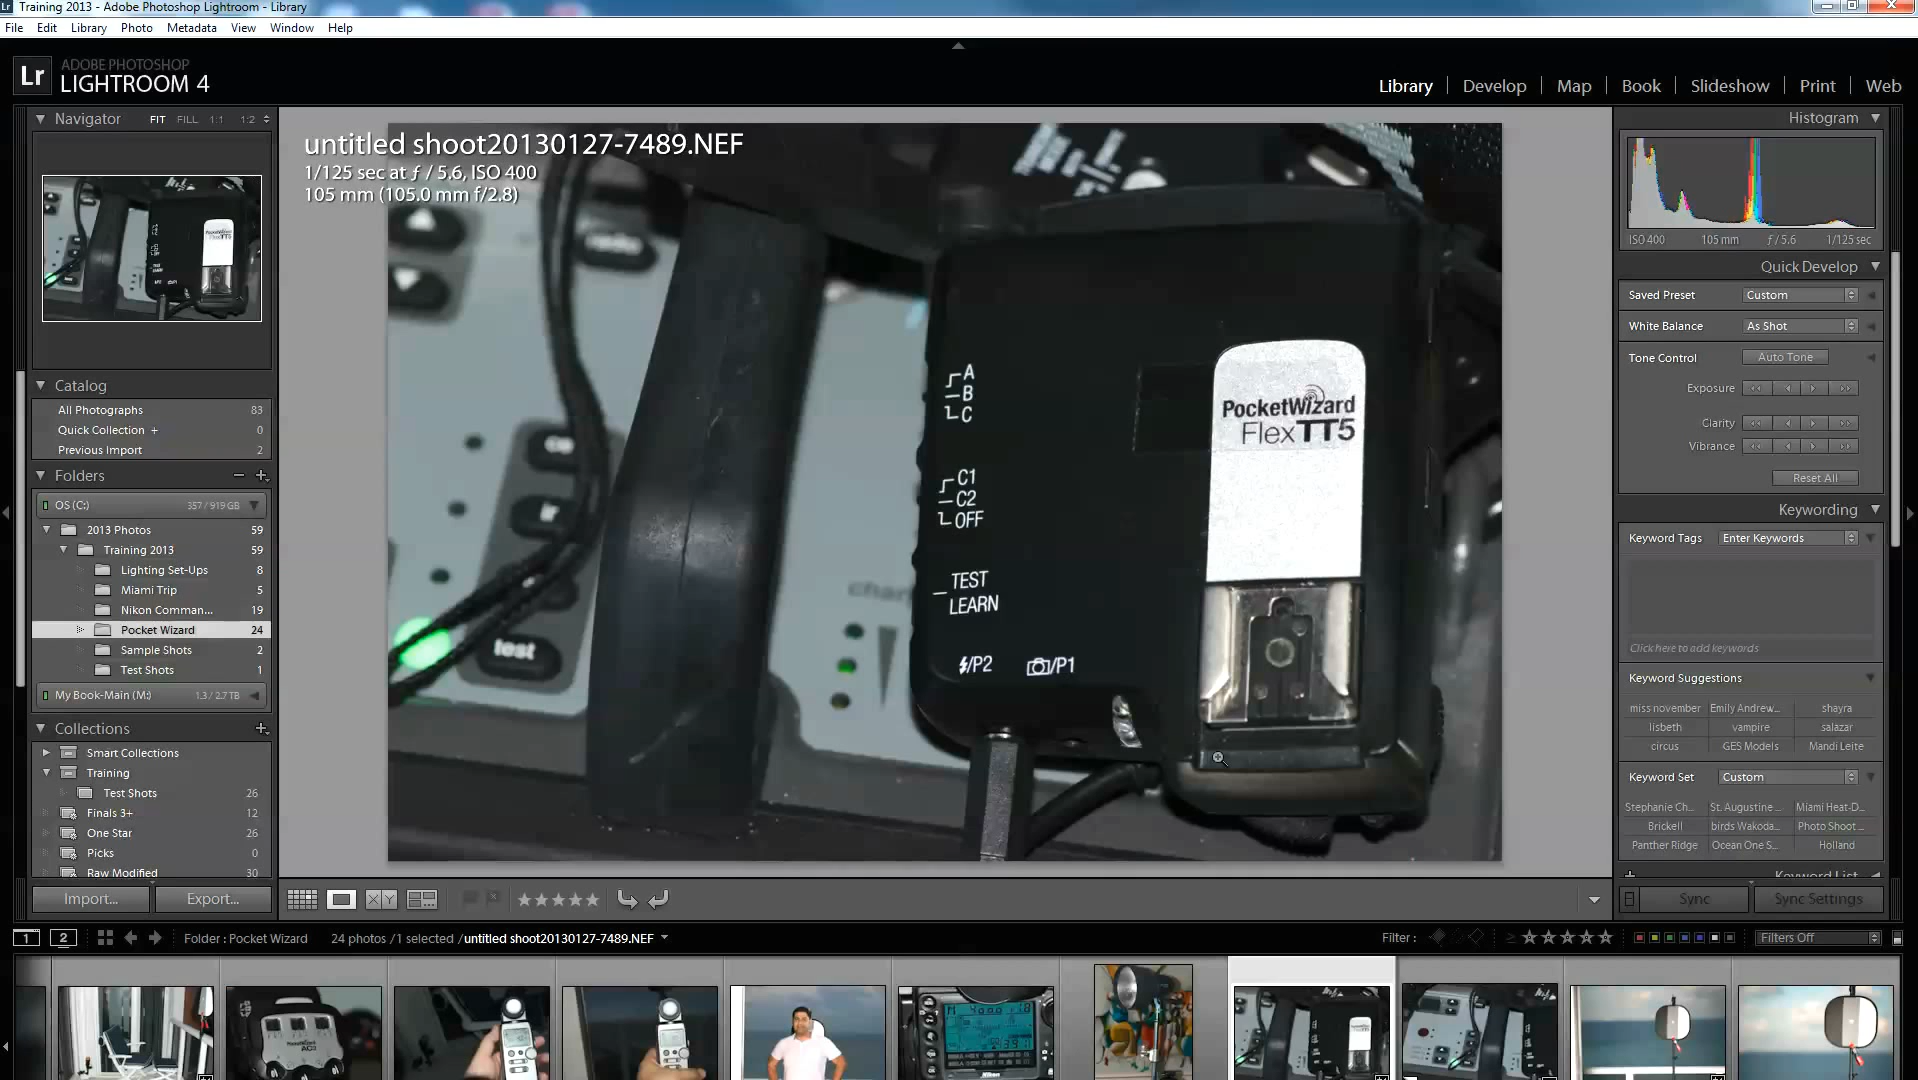 Training 2013 - Adobe Photoshop Lightroom - Library
File Edit Library Photo Metadata View Window Help
Lr ADOBE PHOTOSHOP
LIGHTROOM 4
Library Develop Map Book Slideshow Print Web
Navigator FIT FILL 1:1 1:2
Catalog
All Photographs 83
Quick Collection + 0
Previous Import 2
Folders
OS (C:) 357 / 919 GB
2013 Photos 59
Training 2013 59
Lighting Set-Ups 8
Miami Trip 5
Nikon Comman... 19
Pocket Wizard 24
Sample Shots 2
Test Shots 1
My Book-Main (M:) 1.3 / 2.7 TB
Collections
Smart Collections
Training
Test Shots 26
Finals 3+ 12
One Star 26
Picks 0
Raw Modified 30
Import... Export...
untitled shoot20130127-7489.NEF
1/125 sec at ƒ / 5.6, ISO 400
105 mm (105.0 mm f/2.8)
A
B
C
C1
C2
OFF
TEST
LEARN
/P2 /P1
PocketWizard
FlexTT5
test
Histogram
ISO 400 105 mm ƒ / 5.6 1/125 sec
Quick Develop
Saved Preset Custom
White Balance As Shot
Tone Control Auto Tone
Exposure
Clarity
Vibrance
Reset All
Keywording
Keyword Tags Enter Keywords
Click here to add keywords
Keyword Suggestions
miss november Emily Andrew... shayra
lisbeth vampire salazar
circus GES Models Mandi Leite
Keyword Set Custom
Stephanie Ch... St. Augustine ... Miami Heat-D...
Brickell birds Wakoda... Photo Shoot ...
Panther Ridge Ocean One S... Holland
Keyword List
Sync Sync Settings
XY
1 2 Folder : Pocket Wizard 24 photos /1 selected /untitled shoot20130127-7489.NEF Filter : Filters Off